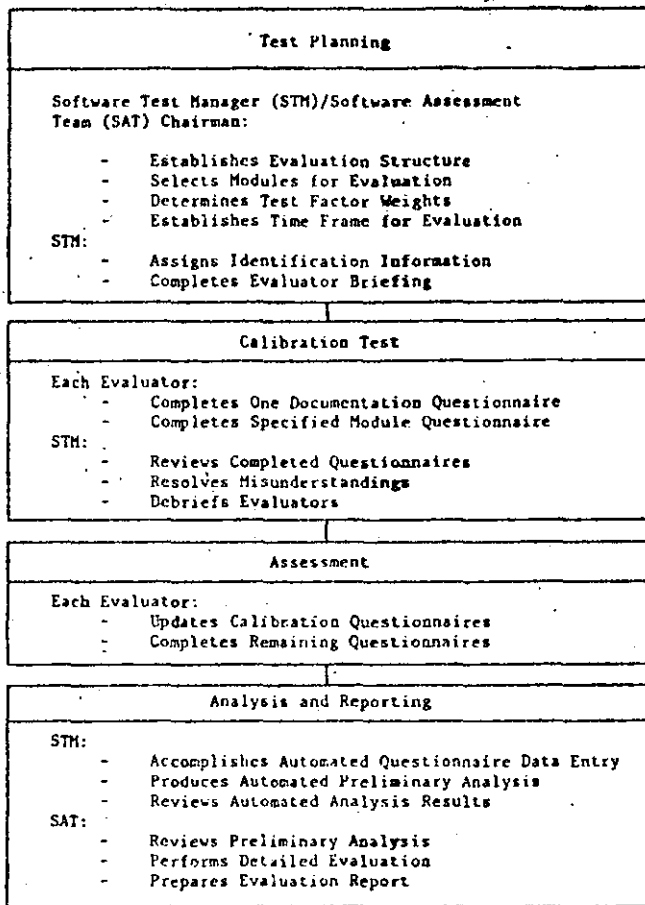 Test Planning
Software Test Manager (STM)/Software Assessment
Team (SAT) Chairman:
- Establishes Evaluation Structure
- Selects Modules for Evaluation
- Determines Test Factor Weights
- Establishes Time Frame for Evaluation
STM:
- Assigns Identification Information
- Completes Evaluator Briefing
Calibration Test
Each Evaluator:
- Completes One Documentation Questionnaire
- Completes Specified Module Questionnaire
STM:
- Reviews Completed Questionnaires
- Resolves Misunderstandings
- Debriefs Evaluators
Assessment
Each Evaluator:
- Updates Calibration Questionnaires
- Completes Remaining Questionnaires
Analysis and Reporting
STM:
- Accomplishes Automated Questionnaire Data Entry
- Produces Automated Preliminary Analysis
- Reviews Automated Analysis Results
SAT:
- Reviews Preliminary Analysis
- Performs Detailed Evaluation
- Prepares Evaluation Report